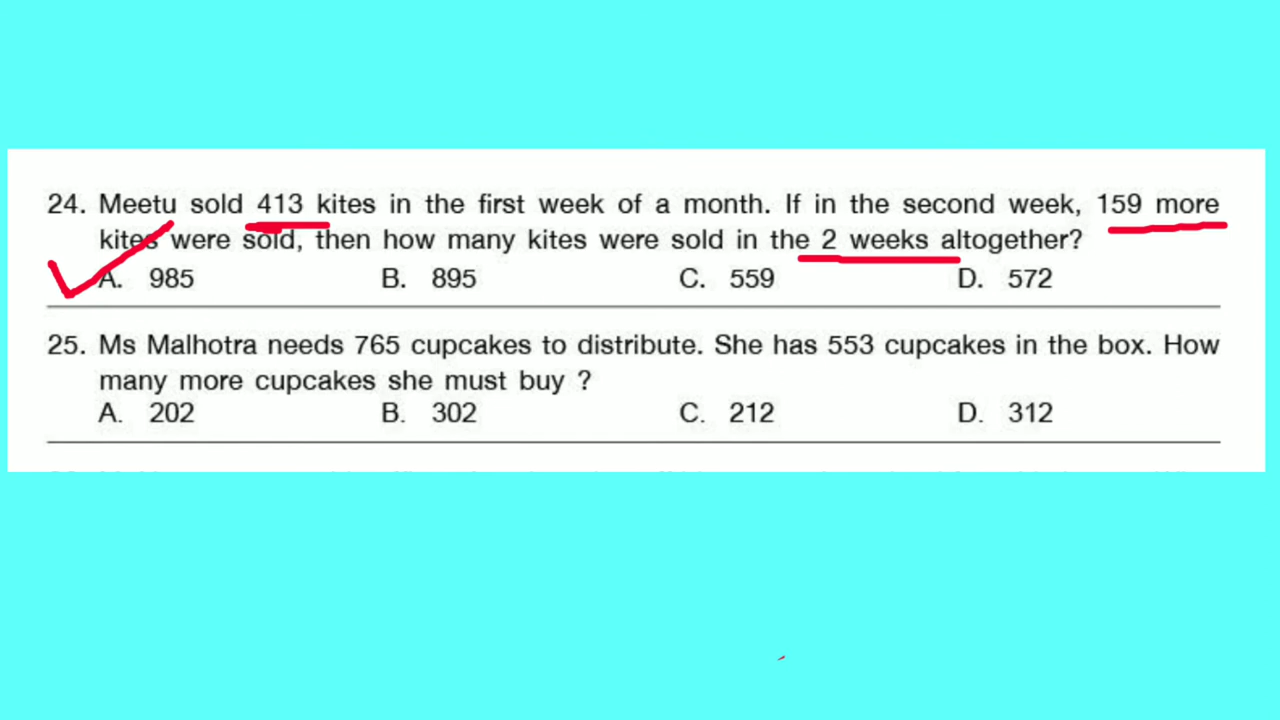 24. Meetu sold 413 kites in the first week of a month. If in the second week, 159 more
kites were sold, then how many kites were sold in the 2 weeks altogether?
A. 985 B. 895 C. 559 D. 572
25. Ms Malhotra needs 765 cupcakes to distribute. She has 553 cupcakes in the box. How
many more cupcakes she must buy ?
A. 202 B. 302 C. 212 D. 312